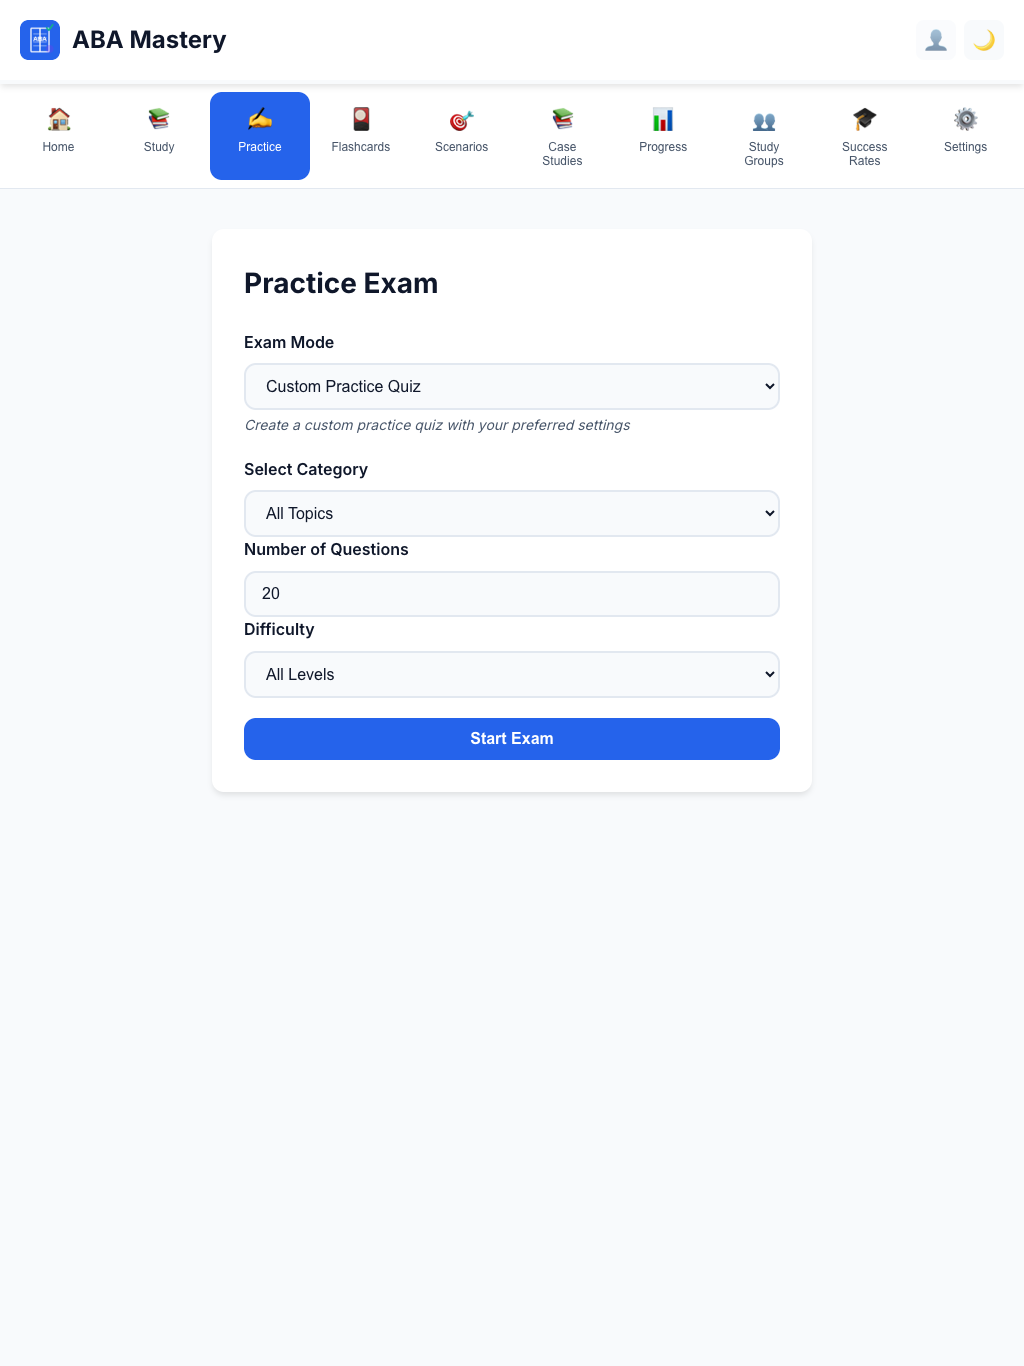 ABA
ABA Mastery
Home
Study
Practice
Flashcards
Scenarios
Case
Studies
Progress
Study
Groups
Success
Rates
Settings
Practice Exam
Exam Mode
Custom Practice Quiz
Create a custom practice quiz with your preferred settings
Select Category
All Topics
Number of Questions
20
Difficulty
All Levels
Start Exam